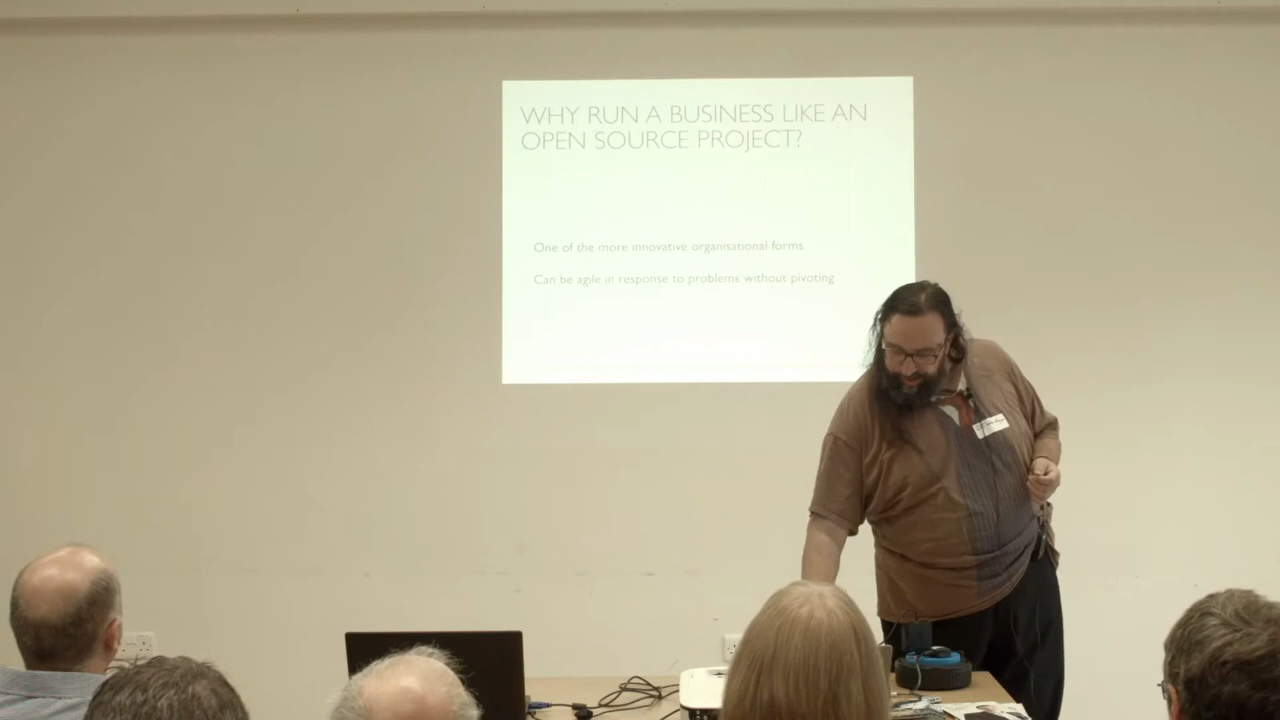 WHY RUN A BUSINESS LIKE AN
OPEN SOURCE PROJECT?
One of the more innovative organisational forms
Can be agile in response to problems without pivoting